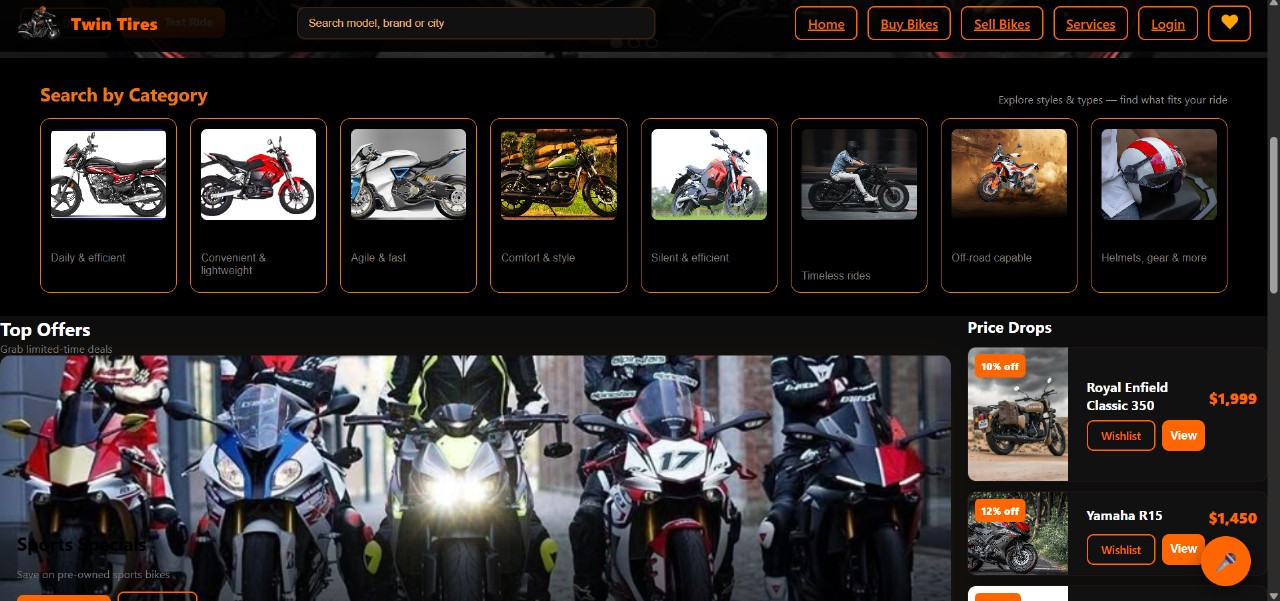 Twin Tires
Test Ride
Search model, brand or city
Home
Buy Bikes
Sell Bikes
Services
Login
Search by Category
Explore styles & types — find what fits your ride
Daily & efficient
Convenient &
lightweight
Agile & fast
Comfort & style
Silent & efficient
Timeless rides
Off-road capable
Helmets, gear & more
Top Offers
Grab limited-time deals
17
Sports Specials
Save on pre-owned sports bikes
Price Drops
10% off
Royal Enfield
Classic 350
$1,999
Wishlist
View
12% off
Yamaha R15
$1,450
Wishlist
View